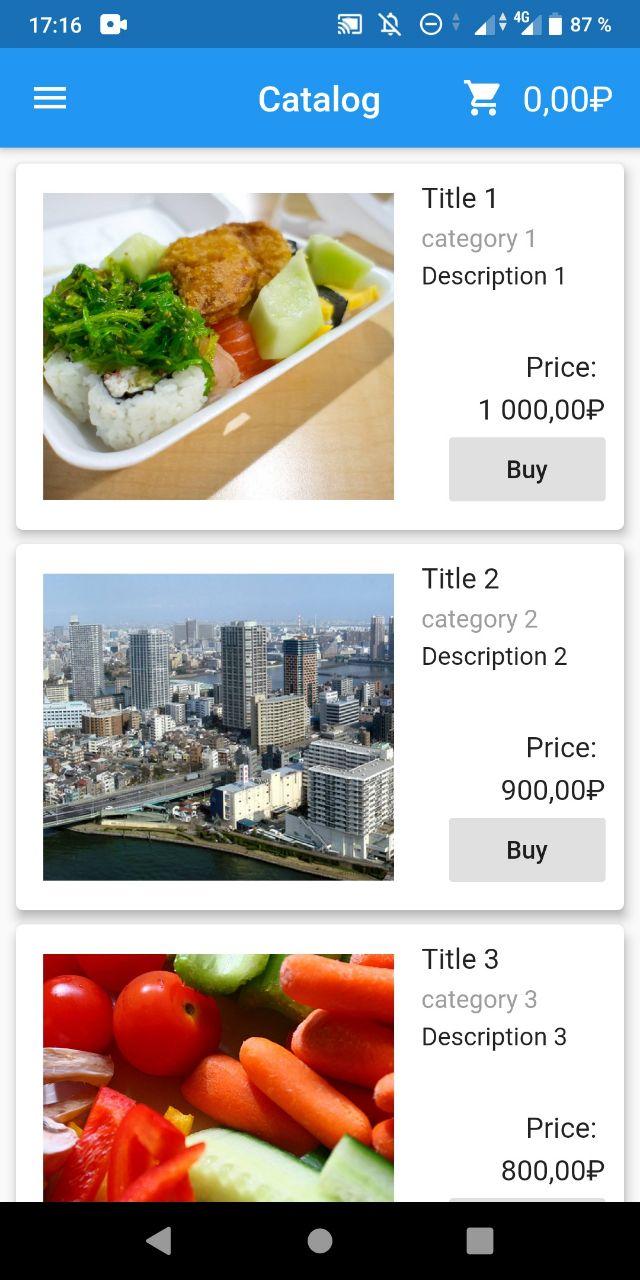 17:16
4G
87 %
Catalog
0,00₽
Title 1
category 1
Description 1
Price:
1 000,00₽
Buy
Title 2
category 2
Description 2
Price:
900,00₽
Buy
Title 3
category 3
Description 3
Price:
800,00₽